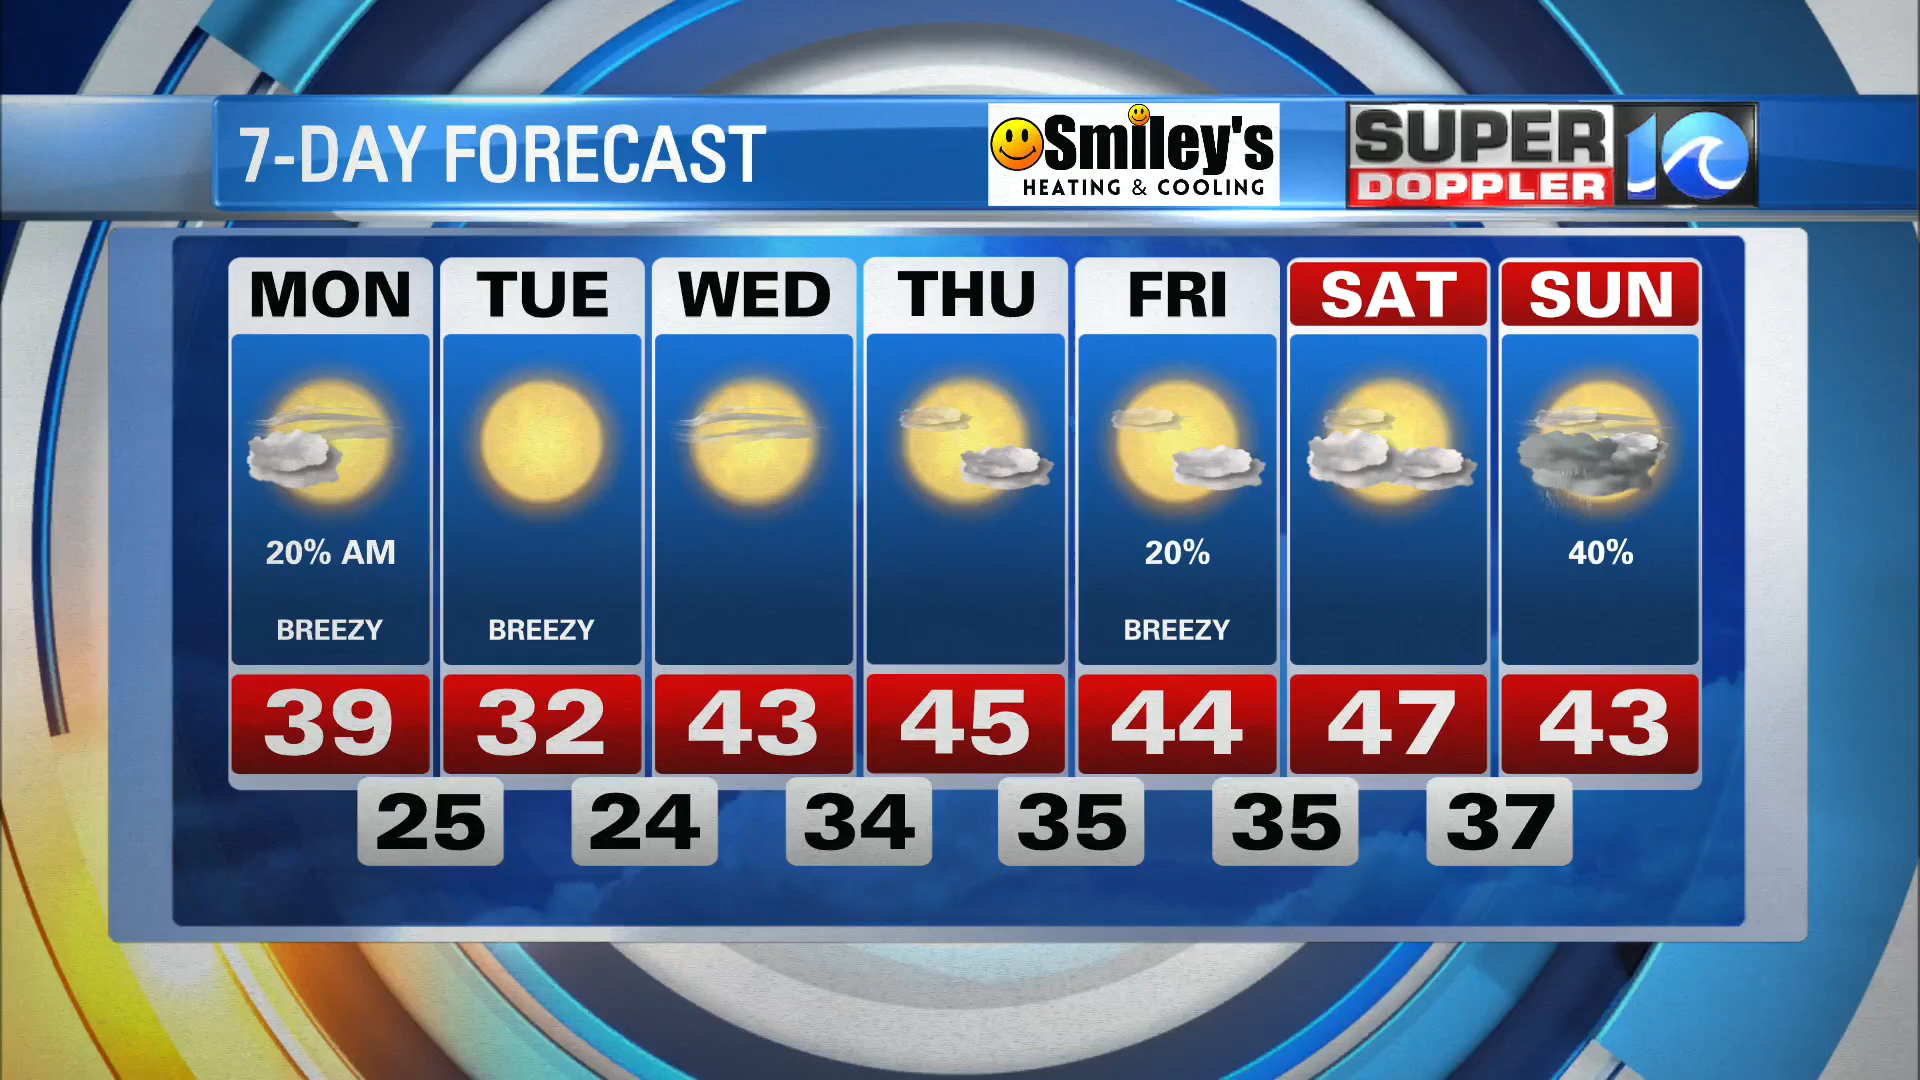 7-DAY FORECAST
Smiley's
HEATING & COOLING
SUPER
DOPPLER
10
MON TUE WED THU FRI SAT SUN
20% AM 20% 40%
BREEZY BREEZY BREEZY
39 32 43 45 44 47 43
25 24 34 35 35 37